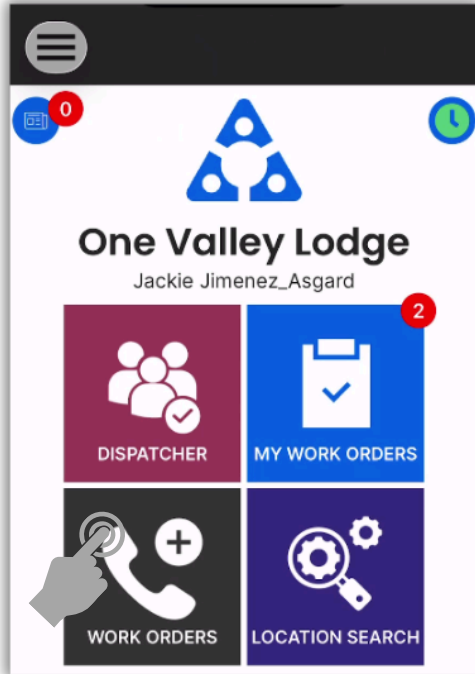 0
One Valley Lodge
Jackie Jimenez_Asgard
2
DISPATCHER
MY WORK ORDERS
WORK ORDERS
LOCATION SEARCH